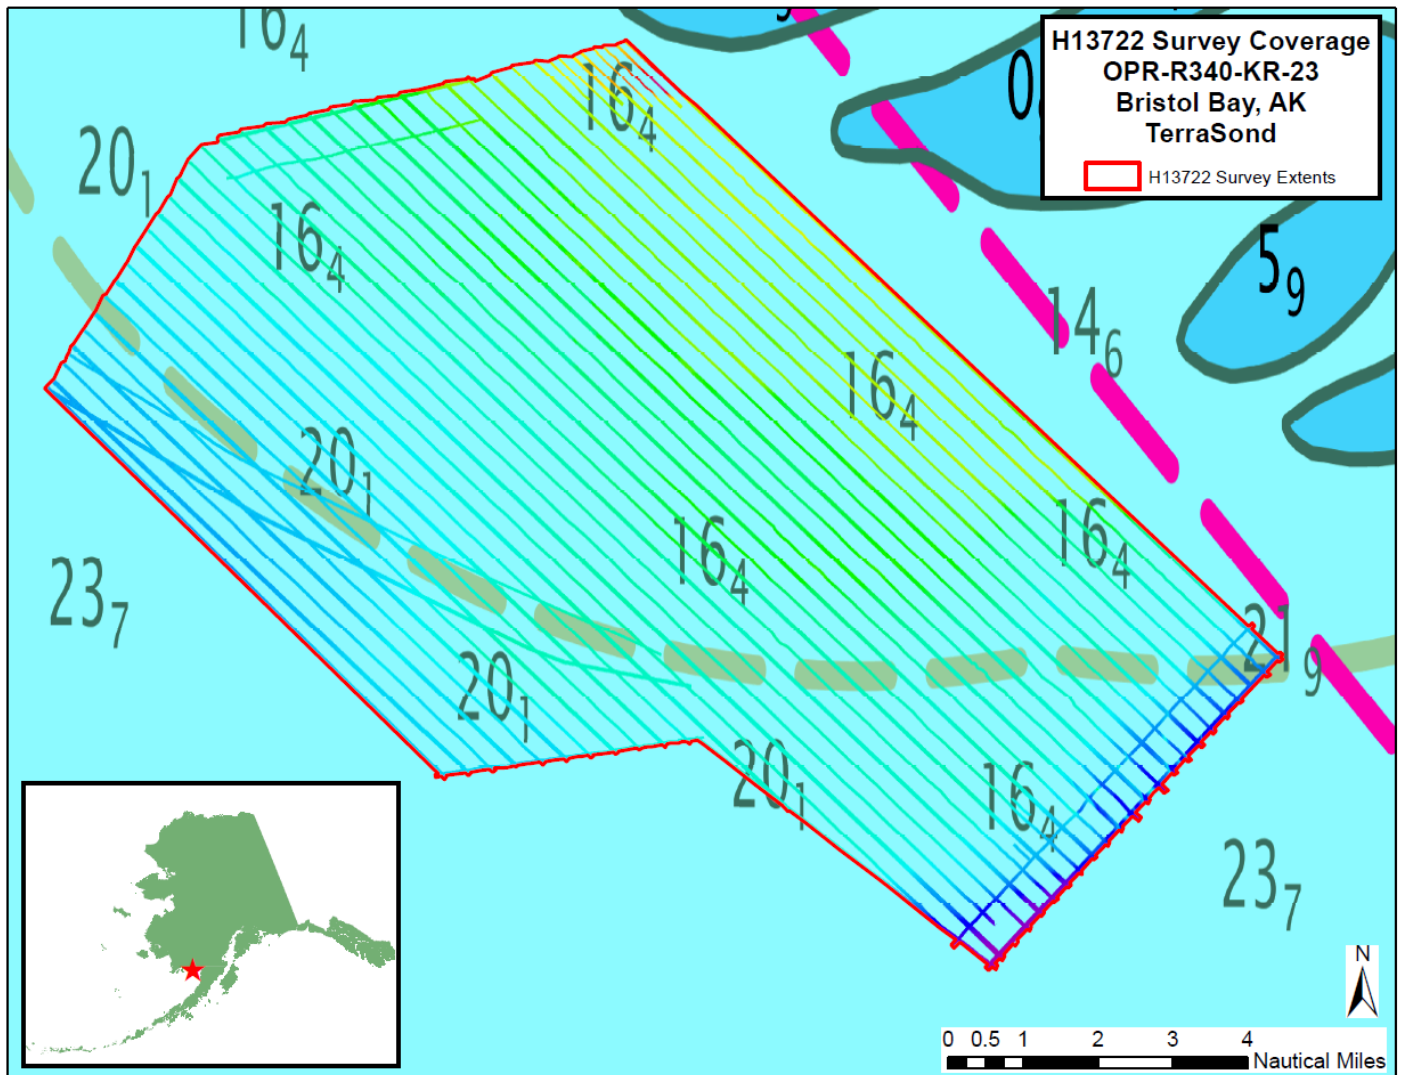 16₄
H13722 Survey Coverage
OPR-R340-KR-23
Bristol Bay, AK
TerraSond
H13722 Survey Extents
0
16₄
20₁
16₄
5₉
14₆
16₄
20₁
16₄
16₄
23₇
21₉
20₁
20₁
16₄
23₇
N
0 0.5 1 2 3 4
Nautical Miles